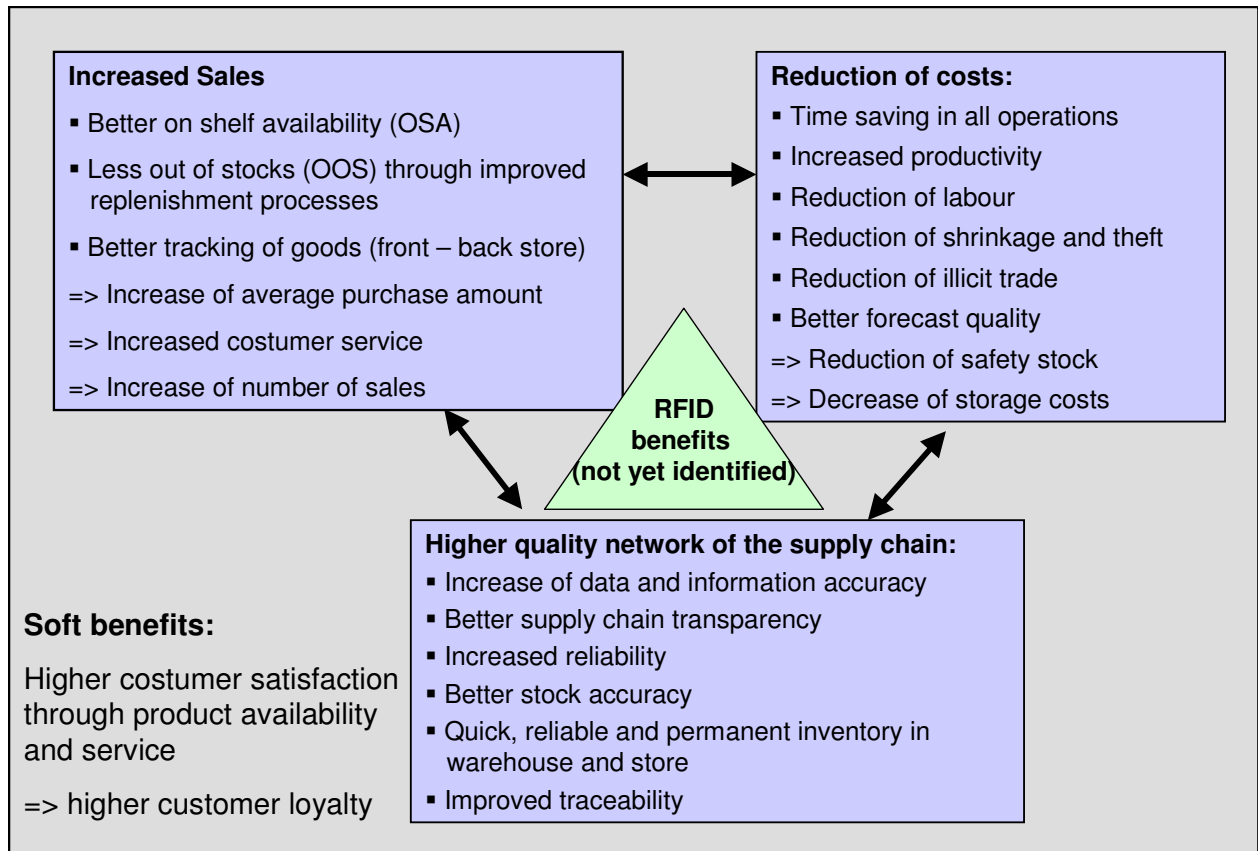 Increased Sales
▪ Better on shelf availability (OSA)
▪ Less out of stocks (OOS) through improved
replenishment processes
▪ Better tracking of goods (front – back store)
=> Increase of average purchase amount
=> Increased costumer service
=> Increase of number of sales
Reduction of costs:
▪ Time saving in all operations
▪ Increased productivity
▪ Reduction of labour
▪ Reduction of shrinkage and theft
▪ Reduction of illicit trade
▪ Better forecast quality
=> Reduction of safety stock
=> Decrease of storage costs
RFID
benefits
(not yet identified)
Higher quality network of the supply chain:
▪ Increase of data and information accuracy
▪ Better supply chain transparency
▪ Increased reliability
▪ Better stock accuracy
▪ Quick, reliable and permanent inventory in
warehouse and store
▪ Improved traceability
Soft benefits:
Higher costumer satisfaction
through product availability
and service
=> higher customer loyalty